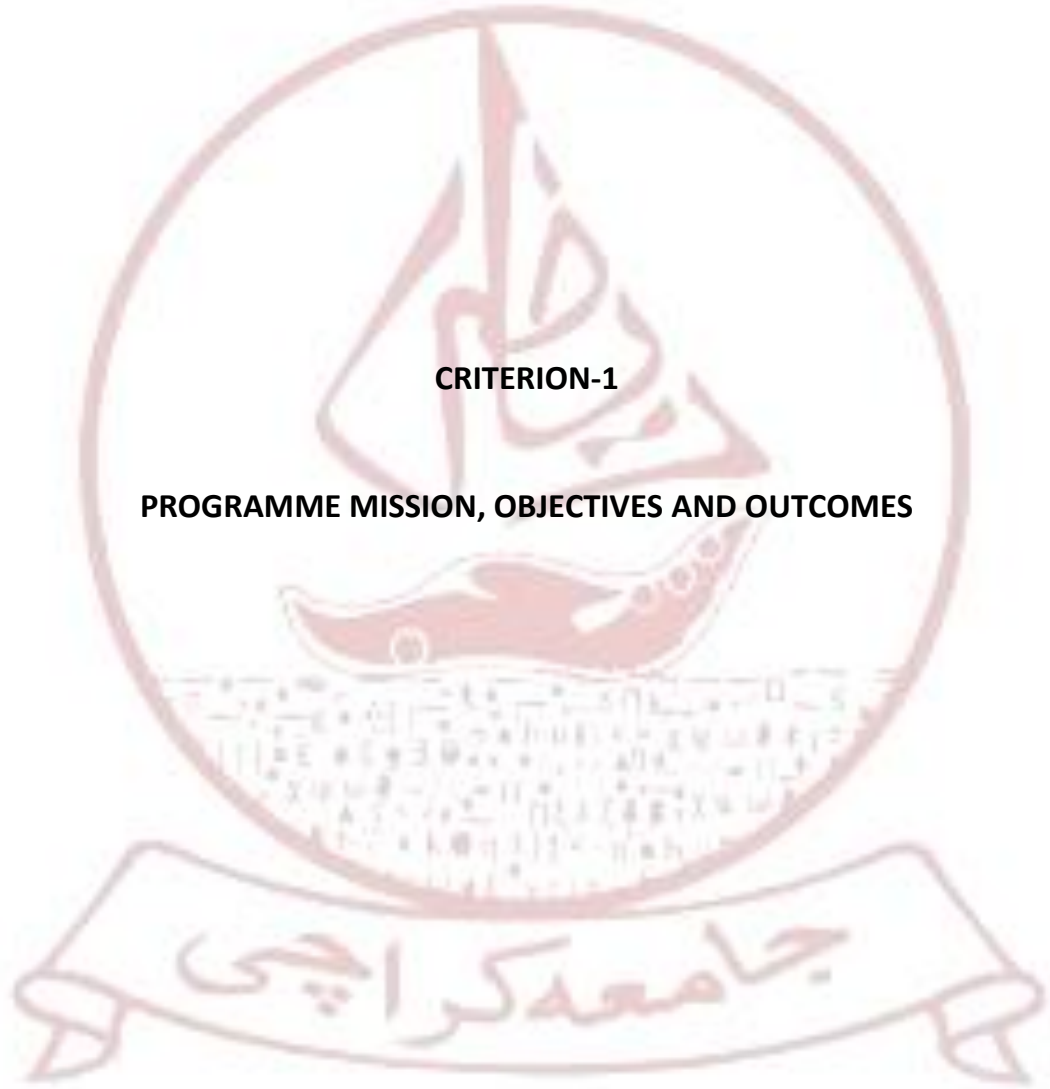 CRITERION-1
PROGRAMME MISSION, OBJECTIVES AND OUTCOMES
جامعہ کراچی